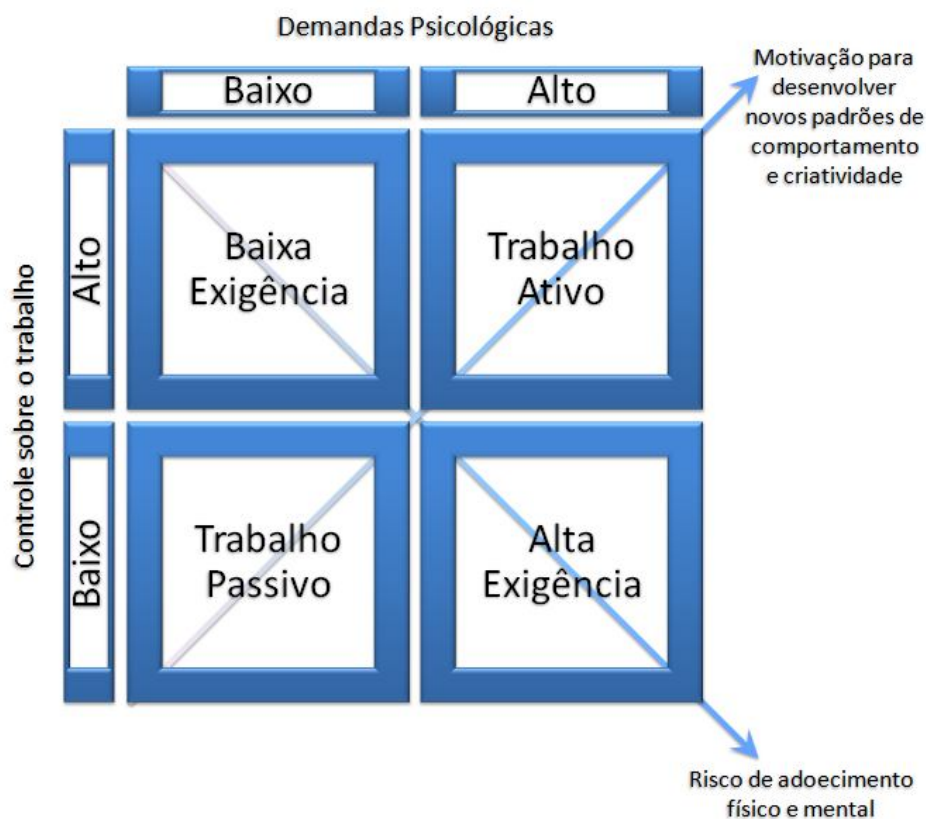 Demandas Psicológicas
Baixo
Alto
Motivação para
desenvolver
novos padrões de
comportamento
e criatividade
Controle sobre o trabalho
Alto
Baixa
Exigência
Trabalho
Ativo
Baixo
Trabalho
Passivo
Alta
Exigência
Risco de adoecimento
físico e mental